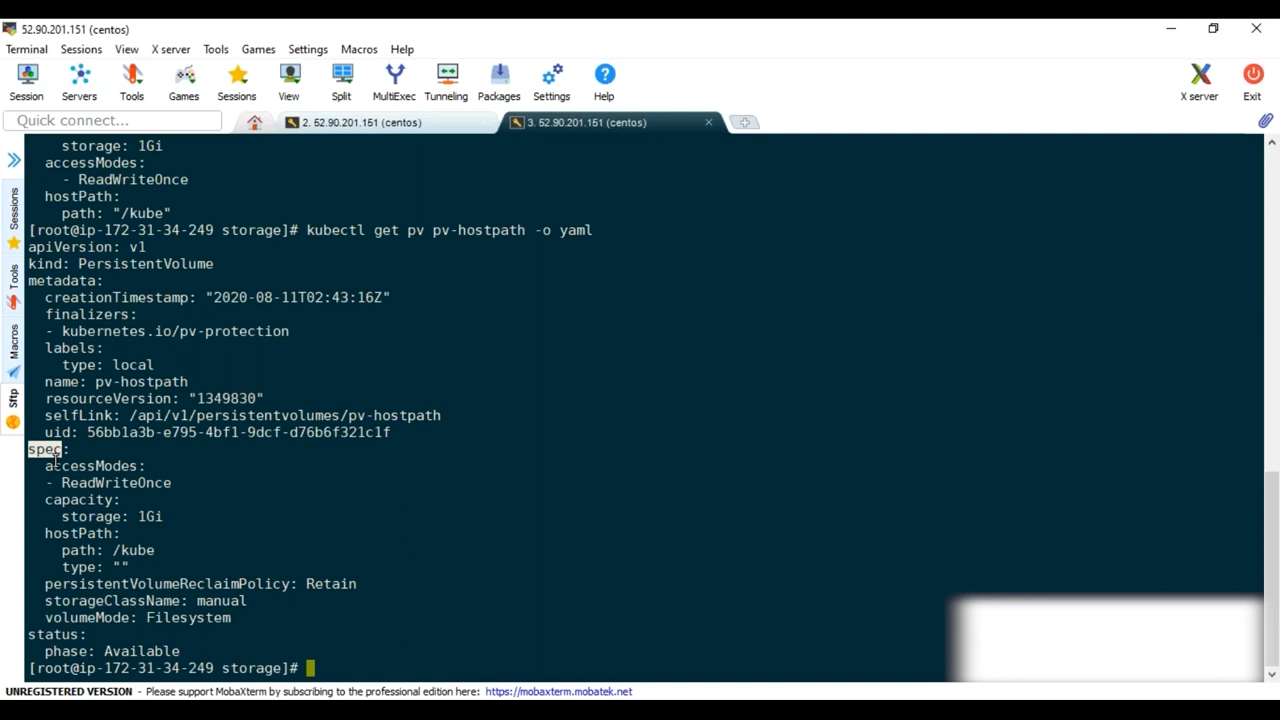 52.90.201.151 (centos)
Terminal Sessions View X server Tools Games Settings Macros Help
Session Servers Tools Games Sessions View Split MultiExec Tunneling Packages Settings Help X server Exit
Quick connect... 2. 52.90.201.151 (centos) 3. 52.90.201.151 (centos)
Sessions
Tools
Macros
Sftp
storage: 1Gi
accessModes:
- ReadWriteOnce
hostPath:
path: "/kube"
[root@ip-172-31-34-249 storage]# kubectl get pv pv-hostpath -o yaml
apiVersion: v1
kind: PersistentVolume
metadata:
creationTimestamp: "2020-08-11T02:43:16Z"
finalizers:
- kubernetes.io/pv-protection
labels:
type: local
name: pv-hostpath
resourceVersion: "1349830"
selfLink: /api/v1/persistentvolumes/pv-hostpath
uid: 56bb1a3b-e795-4bf1-9dcf-d76b6f321c1f
spec:
accessModes:
- ReadWriteOnce
capacity:
storage: 1Gi
hostPath:
path: /kube
type: ""
persistentVolumeReclaimPolicy: Retain
storageClassName: manual
volumeMode: Filesystem
status:
phase: Available
[root@ip-172-31-34-249 storage]#
UNREGISTERED VERSION - Please support MobaXterm by subscribing to the professional edition here: https://mobaxterm.mobatek.net